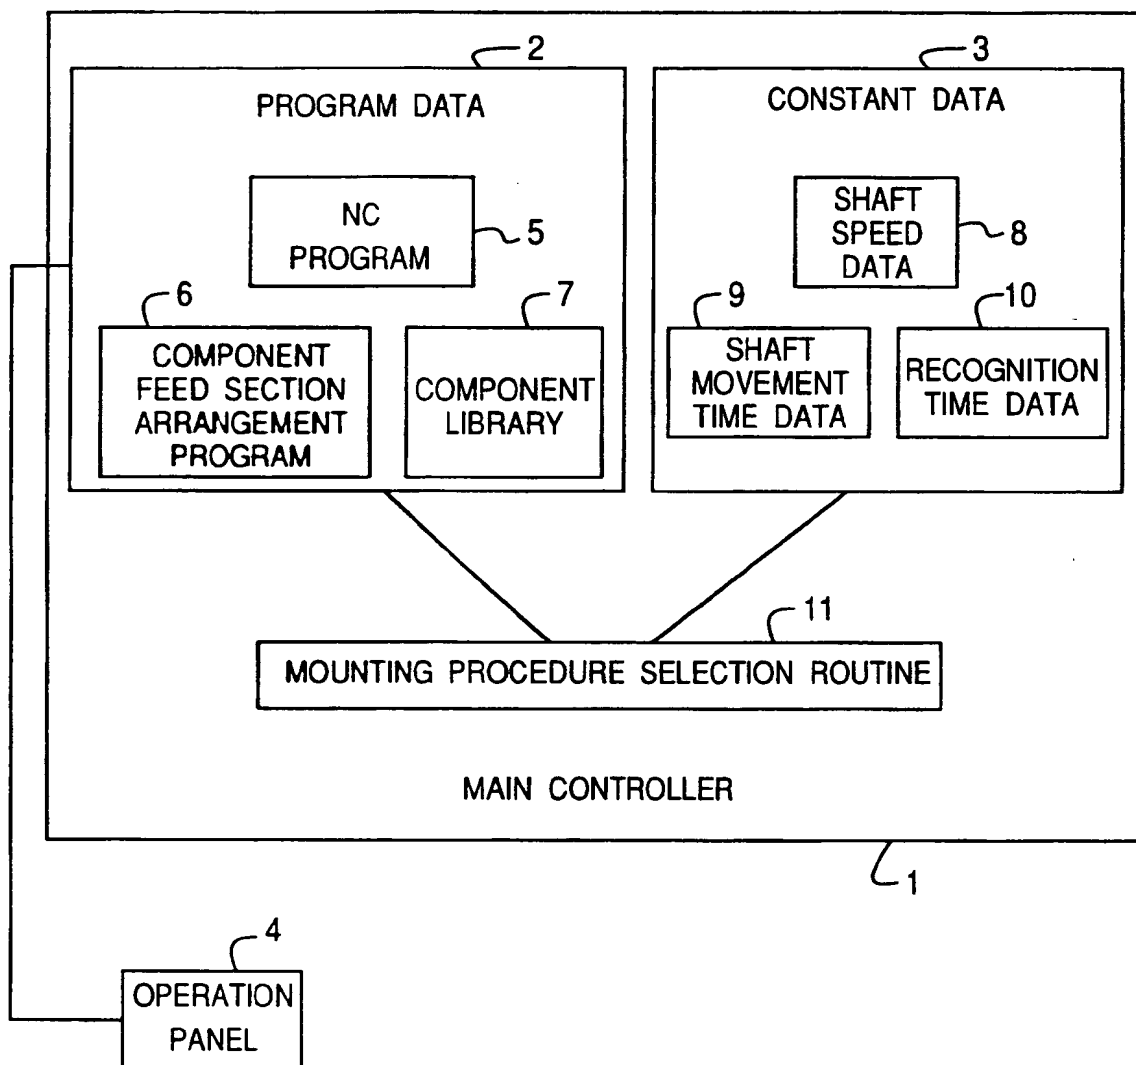 2
3
PROGRAM DATA
CONSTANT DATA
NC
PROGRAM
5
SHAFT
SPEED
DATA
8
6
7
9
10
COMPONENT
FEED SECTION
ARRANGEMENT
PROGRAM
COMPONENT
LIBRARY
SHAFT
MOVEMENT
TIME DATA
RECOGNITION
TIME DATA
11
MOUNTING PROCEDURE SELECTION ROUTINE
MAIN CONTROLLER
1
4
OPERATION
PANEL